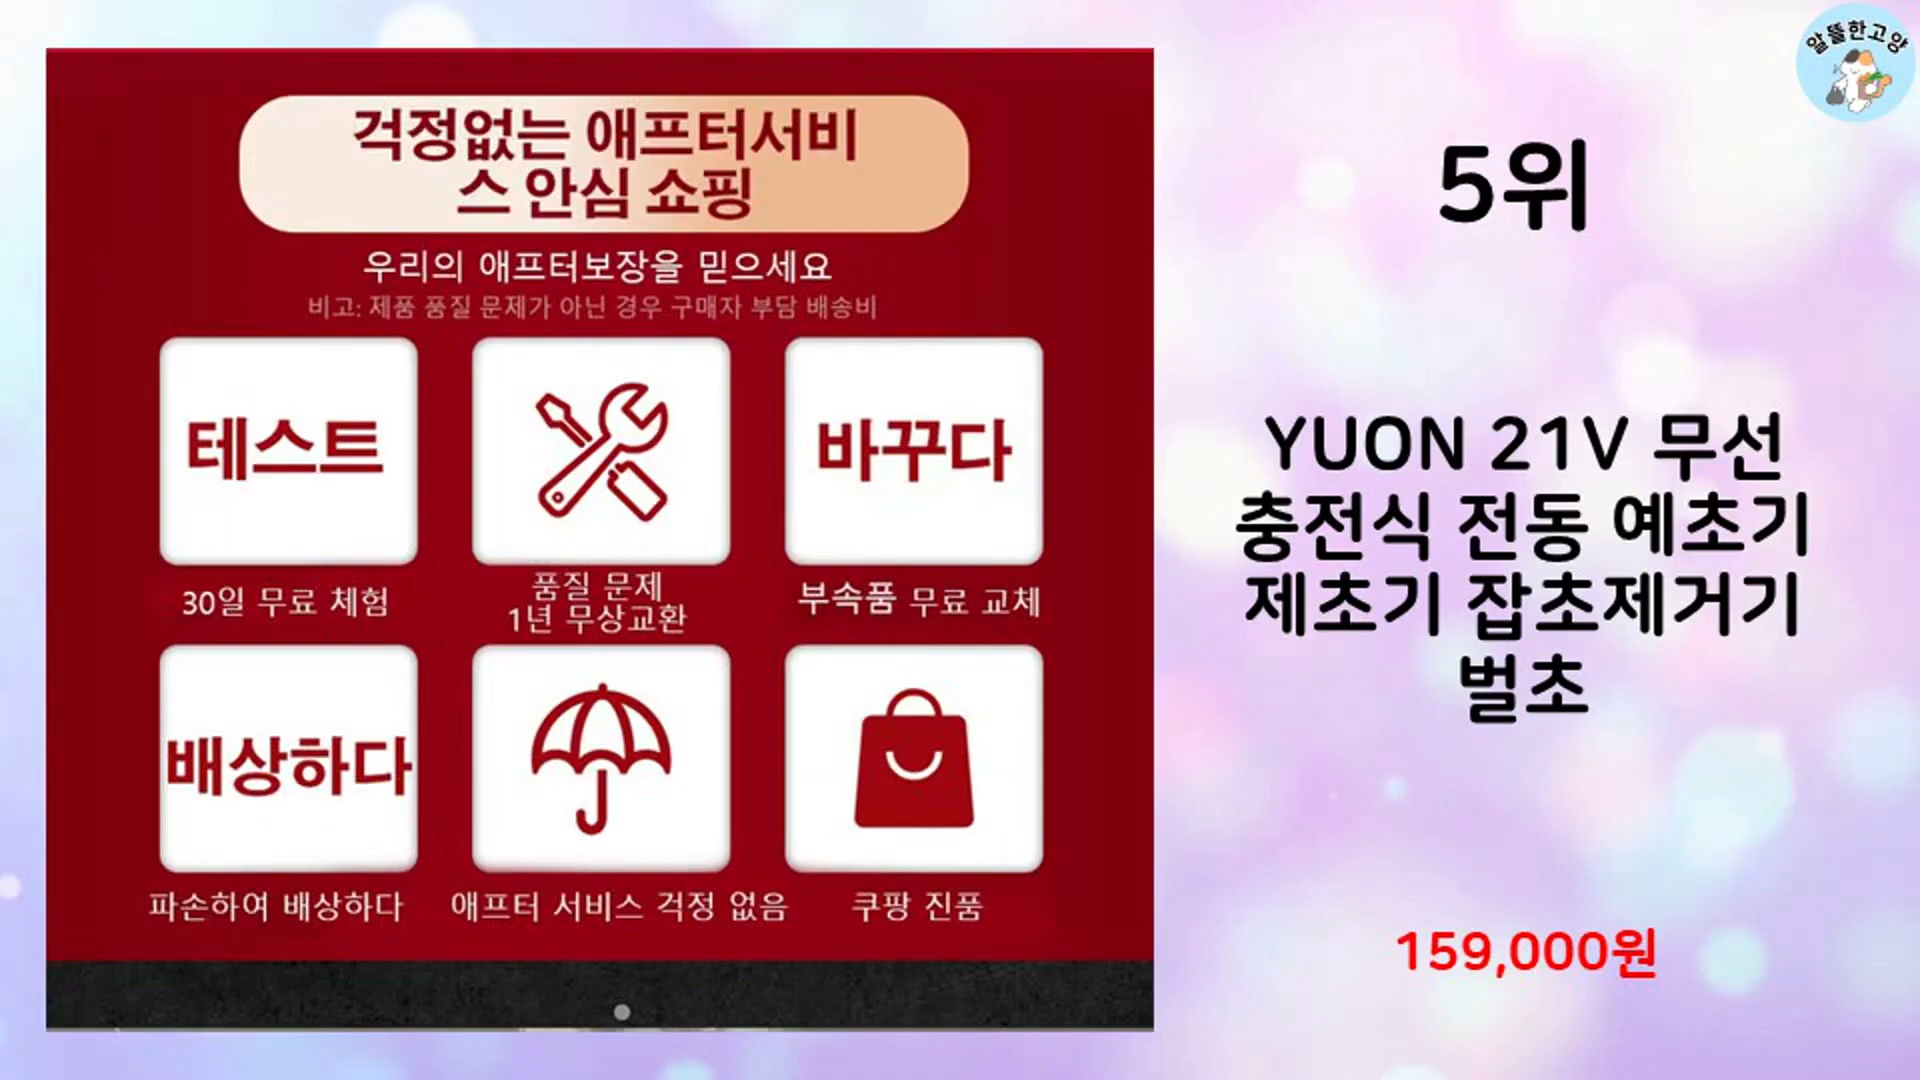 걱정없는 애프터서비
스 안심 쇼핑
우리의 애프터보장을 믿으세요
비고: 제품 품질 문제가 아닌 경우 구매자 부담 배송비
테스트
바꾸다
30일 무료 체험
품질 문제
1년 무상교환
부속품 무료 교체
배상하다
파손하여 배상하다
애프터 서비스 걱정 없음
쿠팡 진품
알뜰한고양
5위
YUON 21V 무선
충전식 전동 예초기
제초기 잡초제거기
벌초
159,000원